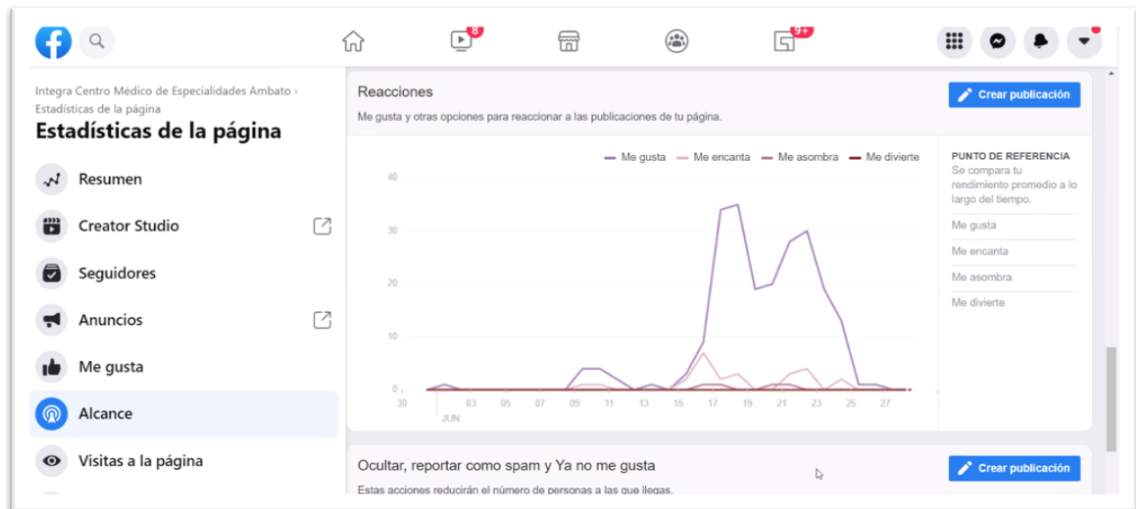 8
9+
Integra Centro Médico de Especialidades Ambato ›
Estadísticas de la página
Estadísticas de la página
Resumen
Creator Studio
Seguidores
Anuncios
Me gusta
Alcance
Visitas a la página
Reacciones
Crear publicación
Me gusta y otras opciones para reaccionar a las publicaciones de tu página.
Me gusta Me encanta Me asombra Me divierte
40
30
20
10
0
30 03 05 07 09 11 13 15 17 19 21 23 25 27
JUN
PUNTO DE REFERENCIA
Se compara tu
rendimiento promedio a lo
largo del tiempo.
Me gusta
Me encanta
Me asombra
Me divierte
Ocultar, reportar como spam y Ya no me gusta
Crear publicación
Estas acciones reducirán el número de personas a las que llegas.